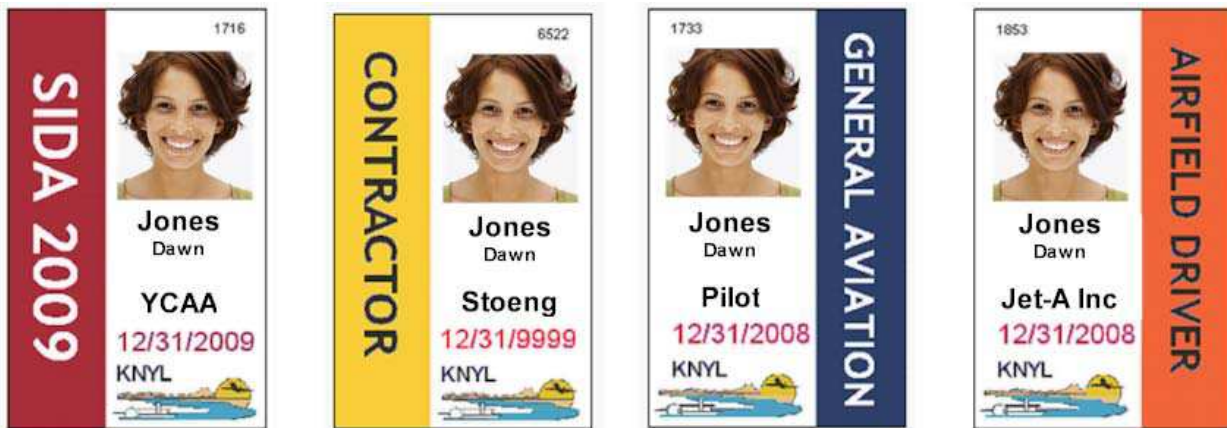 SIDA 2009
1716
Jones
Dawn
YCAA
12/31/2009
KNYL
CONTRACTOR
6522
Jones
Dawn
Stoeng
12/31/9999
KNYL
1733
Jones
Dawn
Pilot
12/31/2008
KNYL
GENERAL AVIATION
1853
Jones
Dawn
Jet-A Inc
12/31/2008
KNYL
AIRFIELD DRIVER